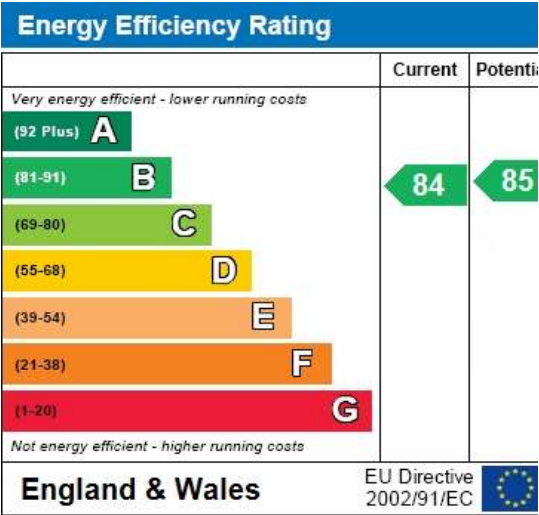 Energy Efficiency Rating
Current Potentia
Very energy efficient - lower running costs
(92 Plus) A
(81-91) B
84 85
(69-80) C
(55-68) D
(39-54) E
(21-38) F
(1-20) G
Not energy efficient - higher running costs
England & Wales
EU Directive
2002/91/EC